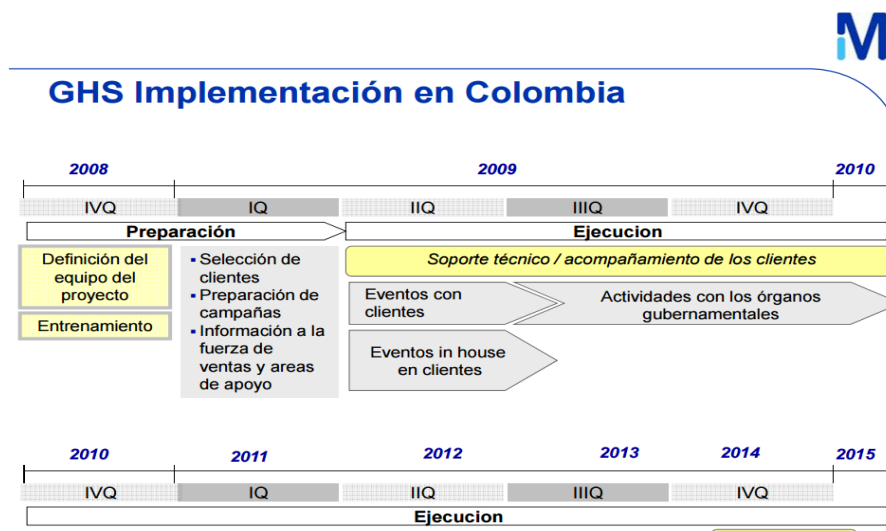 M
GHS Implementación en Colombia
2008 2009 2010
IVQ IQ IIQ IIIQ IVQ
Preparación Ejecucion
Definición del
equipo del
proyecto
Entrenamiento
▪ Selección de
clientes
▪ Preparación de
campañas
▪ Información a la
fuerza de
ventas y areas
de apoyo
Soporte técnico / acompañamiento de los clientes
Eventos con
clientes
Actividades con los órganos
gubernamentales
Eventos in house
en clientes
2010 2011 2012 2013 2014 2015
IVQ IQ IIQ IIIQ IVQ
Ejecucion